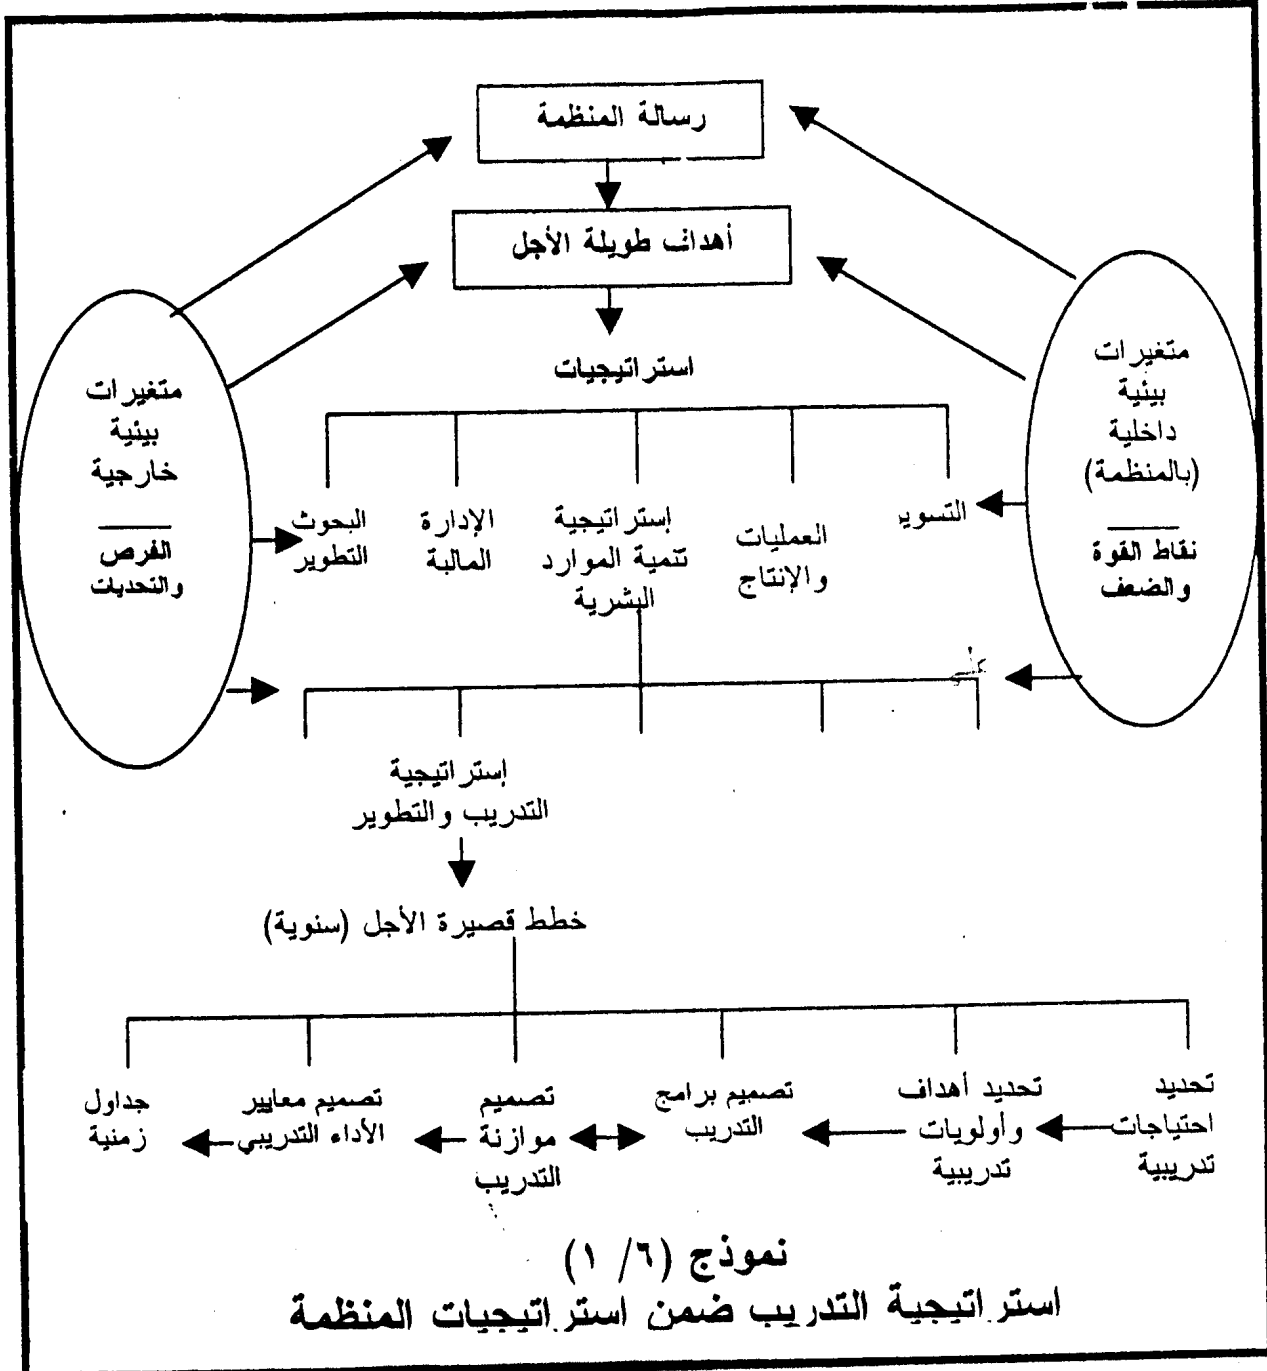 رسالة المنظمة
أهداف طويلة الأجل
استراتيجيات
متغيرات
بيئية
داخلية
(بالمنظمة)
نقاط القوة
والضعف
متغيرات
بيئية
خارجية
الفرص
والتحديات
التسوير
العمليات
والإنتاج
إستراتيجية
تنمية الموارد
البشرية
الإدارة
المالية
البحوث
التطوير
إستراتيجية
التدريب والتطوير
خطط قصيرة الأجل (سنوية)
تحديد
احتياجات
تدريبية
تحديد أهداف
وأولويات
تدريبية
تصميم برامج
التدريب
تصميم
موازنة
التدريب
تصميم معايير
الأداء التدريبي
جداول
زمنية
نموذج (٦/ ١)
استراتيجية التدريب ضمن استراتيجيات المنظمة